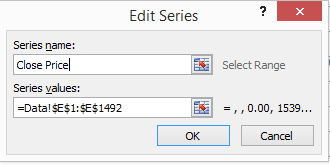 Edit Series
?
Series name:
Close Price
Select Range
Series values:
=Data!$E$1:$E$1492
= , , 0.00, 1539...
OK
Cancel